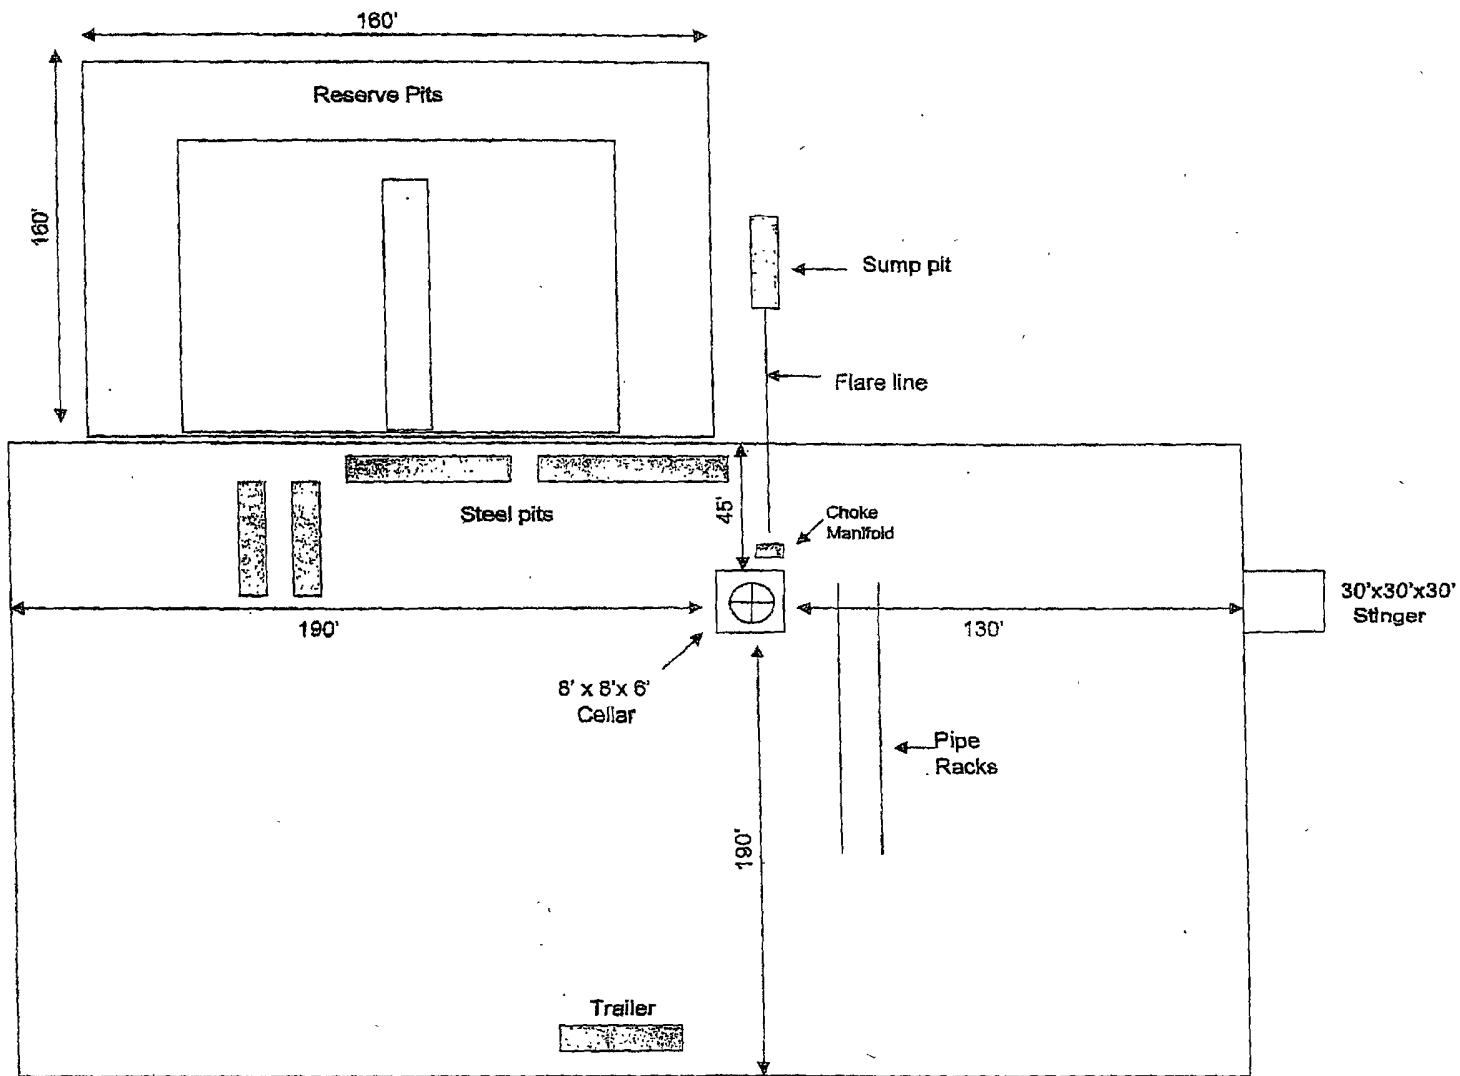 160'
Reserve Pits
160'
Sump pit
Flare line
45'
Choke
Manifold
Steel pits
30'x30'x30'
Stinger
190'
130'
8' x 8'x 6'
Cellar
Pipe
Racks
190'
Trailer